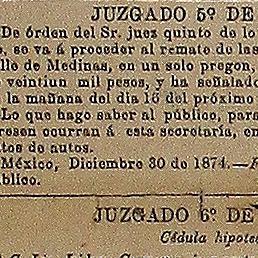 JUZGADO 5º DE
De órden del Sr. juez quinto de lo
se va á proceder al remate de las
lle de Medinas, en un solo pregon,
veintiun mil pesos, y ha señalado
la mañana del dia 15 del próximo
Lo que hago saber al público, para
resen ocurran á esta secretaría, en
tos de autos.
México, Diciembre 30 de 1874.—
blico.
JUZGADO 6º DE
Cédula hipote